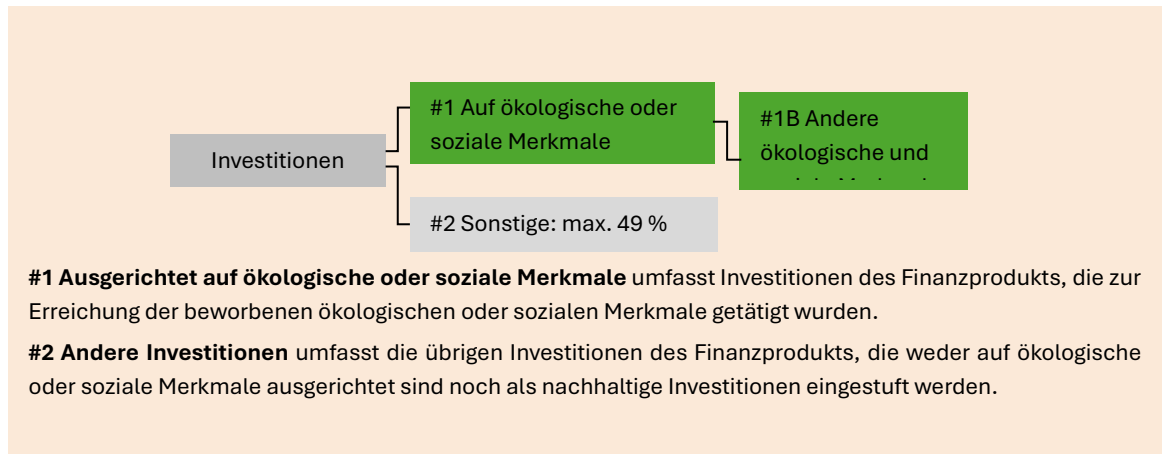 #1 Auf ökologische oder
soziale Merkmale
#1B Andere
ökologische und
Investitionen
#2 Sonstige: max. 49 %
#1 Ausgerichtet auf ökologische oder soziale Merkmale umfasst Investitionen des Finanzprodukts, die zur
Erreichung der beworbenen ökologischen oder sozialen Merkmale getätigt wurden.
#2 Andere Investitionen umfasst die übrigen Investitionen des Finanzprodukts, die weder auf ökologische
oder soziale Merkmale ausgerichtet sind noch als nachhaltige Investitionen eingestuft werden.